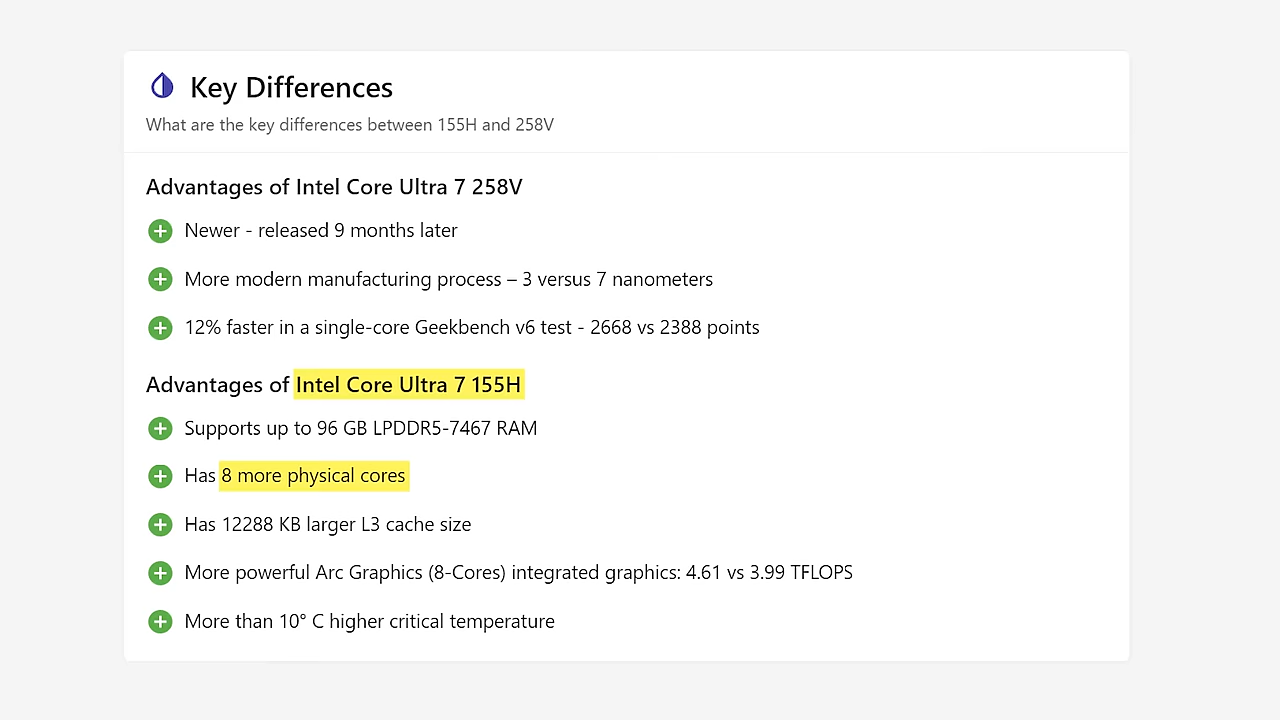 Key Differences
What are the key differences between 155H and 258V
Advantages of Intel Core Ultra 7 258V
Newer - released 9 months later
More modern manufacturing process – 3 versus 7 nanometers
12% faster in a single-core Geekbench v6 test - 2668 vs 2388 points
Advantages of Intel Core Ultra 7 155H
Supports up to 96 GB LPDDR5-7467 RAM
Has 8 more physical cores
Has 12288 KB larger L3 cache size
More powerful Arc Graphics (8-Cores) integrated graphics: 4.61 vs 3.99 TFLOPS
More than 10° C higher critical temperature